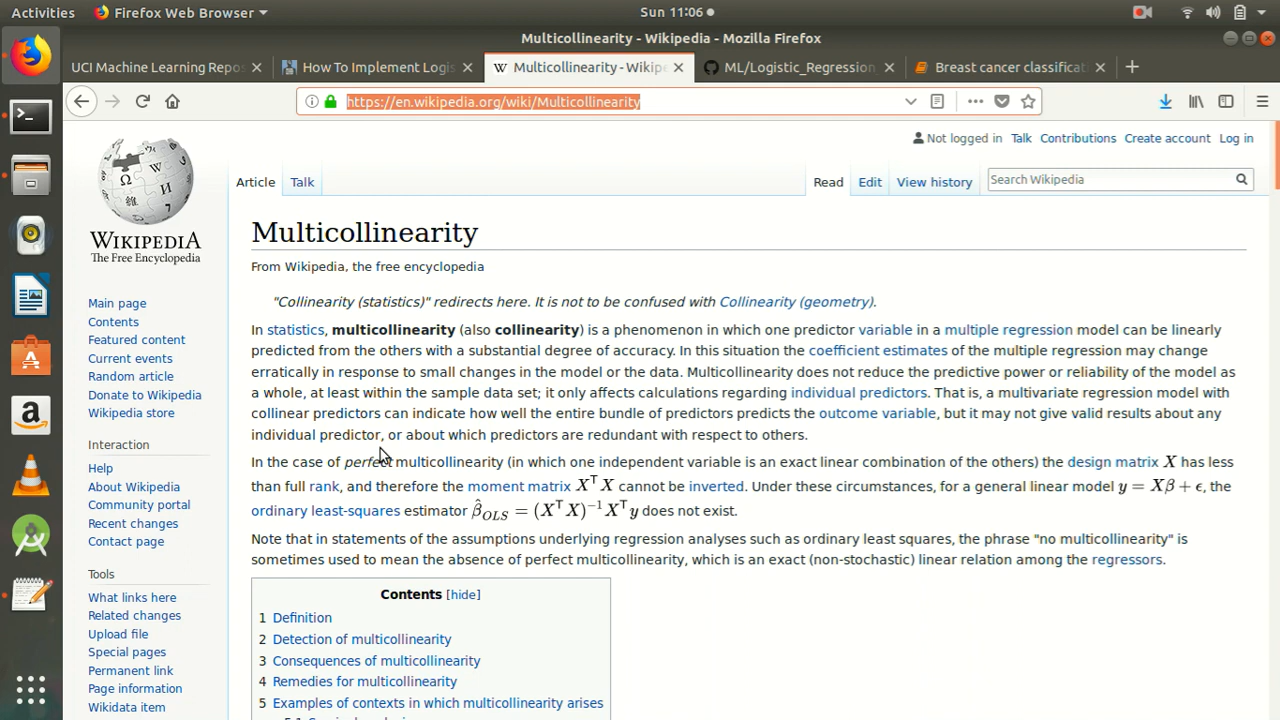 Activities Firefox Web Browser Sun 11:06
Multicollinearity - Wikipedia - Mozilla Firefox
UCI Machine Learning Repo How To Implement Logis Multicollinearity - Wikipe ML/Logistic_Regression Breast cancer classificat
https://en.wikipedia.org/wiki/Multicollinearity
Not logged in Talk Contributions Create account Log in
Article Talk Read Edit View history Search Wikipedia
WIKIPEDIA
The Free Encyclopedia
Main page
Contents
Featured content
Current events
Random article
Donate to Wikipedia
Wikipedia store
Interaction
Help
About Wikipedia
Community portal
Recent changes
Contact page
Tools
What links here
Related changes
Upload file
Special pages
Permanent link
Page information
Wikidata item
Multicollinearity
From Wikipedia, the free encyclopedia
"Collinearity (statistics)" redirects here. It is not to be confused with Collinearity (geometry).
In statistics, multicollinearity (also collinearity) is a phenomenon in which one predictor variable in a multiple regression model can be linearly
predicted from the others with a substantial degree of accuracy. In this situation the coefficient estimates of the multiple regression may change
erratically in response to small changes in the model or the data. Multicollinearity does not reduce the predictive power or reliability of the model as
a whole, at least within the sample data set; it only affects calculations regarding individual predictors. That is, a multivariate regression model with
collinear predictors can indicate how well the entire bundle of predictors predicts the outcome variable, but it may not give valid results about any
individual predictor, or about which predictors are redundant with respect to others.
In the case of perfect multicollinearity (in which one independent variable is an exact linear combination of the others) the design matrix X has less
than full rank, and therefore the moment matrix XᵀX cannot be inverted. Under these circumstances, for a general linear model y = Xβ + ϵ, the
ordinary least-squares estimator β̂_OLS = (XᵀX)⁻¹Xᵀy does not exist.
Note that in statements of the assumptions underlying regression analyses such as ordinary least squares, the phrase "no multicollinearity" is
sometimes used to mean the absence of perfect multicollinearity, which is an exact (non-stochastic) linear relation among the regressors.
Contents [hide]
1 Definition
2 Detection of multicollinearity
3 Consequences of multicollinearity
4 Remedies for multicollinearity
5 Examples of contexts in which multicollinearity arises